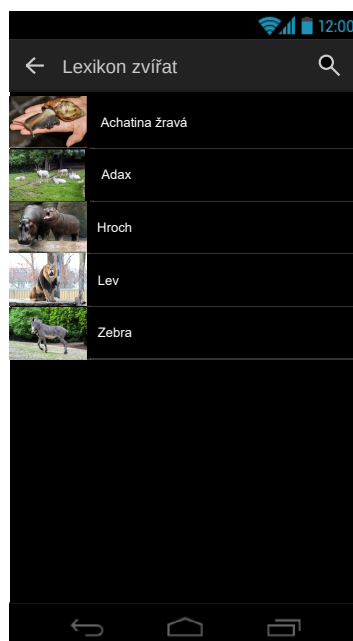 12:00
Lexikon zvířat
Achatina žravá
Adax
Hroch
Lev
Zebra